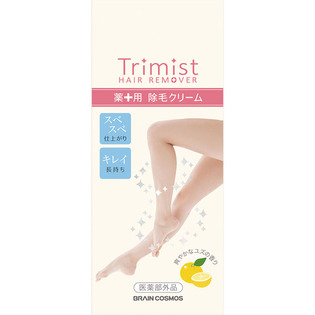 Trimist
HAIR REMOVER
薬+用 除毛クリーム
スベ
スベ
仕上がり
キレイ
長持ち
爽やかなユズの香り
医薬部外品
BRAIN COSMOS